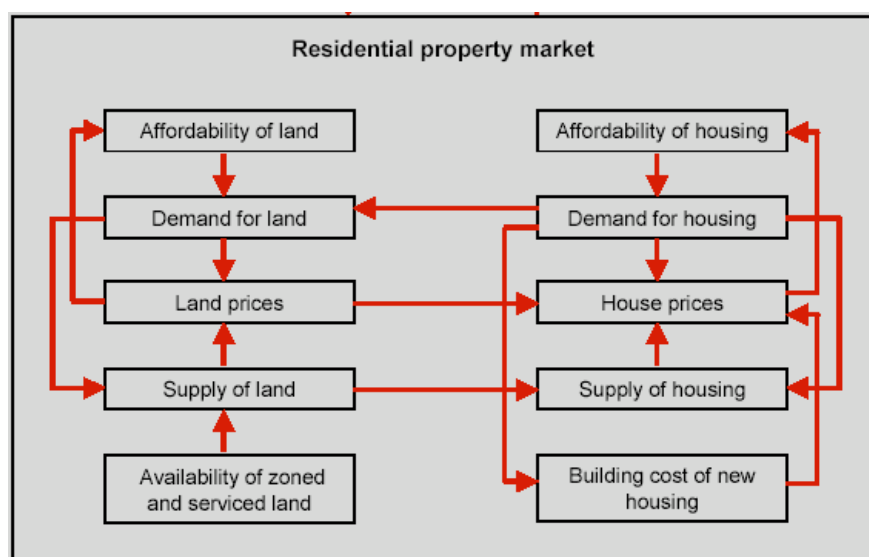 Residential property market
Affordability of land
Affordability of housing
Demand for land
Demand for housing
Land prices
House prices
Supply of land
Supply of housing
Availability of zoned
and serviced land
Building cost of new
housing